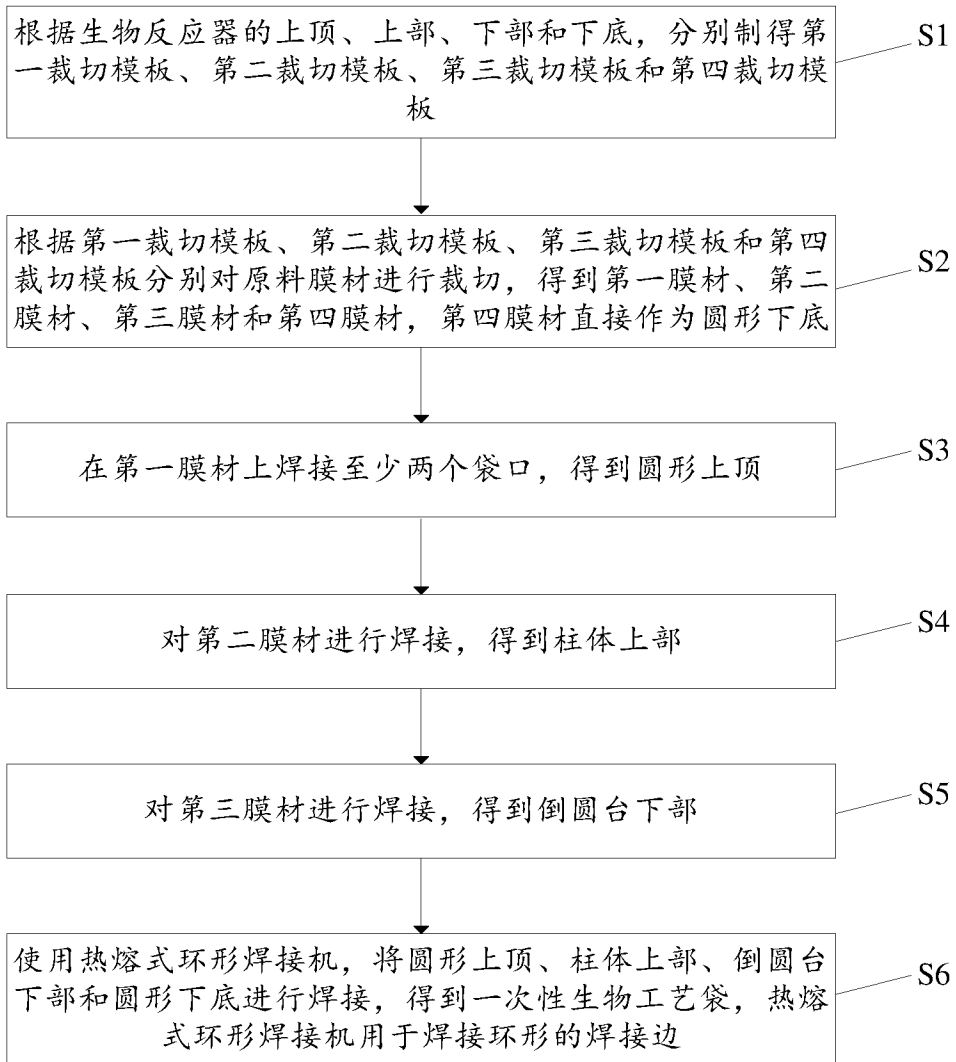 根据生物反应器的上顶、上部、下部和下底，分别制得第
一裁切模板、第二裁切模板、第三裁切模板和第四裁切模
板
S1
根据第一裁切模板、第二裁切模板、第三裁切模板和第四
裁切模板分别对原料膜材进行裁切，得到第一膜材、第二
膜材、第三膜材和第四膜材，第四膜材直接作为圆形下底
S2
在第一膜材上焊接至少两个袋口，得到圆形上顶
S3
对第二膜材进行焊接，得到柱体上部
S4
对第三膜材进行焊接，得到倒圆台下部
S5
使用热熔式环形焊接机，将圆形上顶、柱体上部、倒圆台
下部和圆形下底进行焊接，得到一次性生物工艺袋，热熔
式环形焊接机用于焊接环形的焊接边
S6